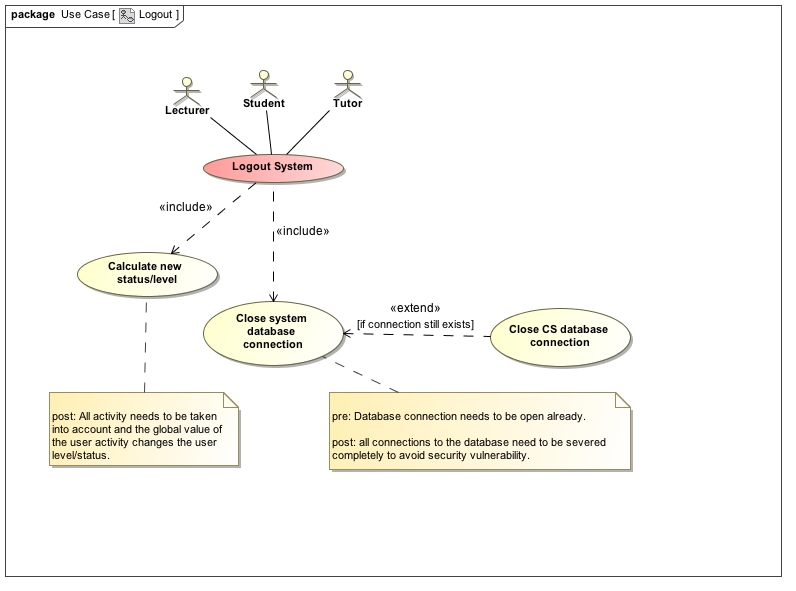 package Use Case [ Logout ]
Lecturer
Student
Tutor
Logout System
«include»
«include»
Calculate new
status/level
Close system
database
connection
«extend»
[if connection still exists]
Close CS database
connection
post: All activity needs to be taken
into account and the global value of
the user activity changes the user
level/status.
pre: Database connection needs to be open already.
post: all connections to the database need to be severed
completely to avoid security vulnerability.